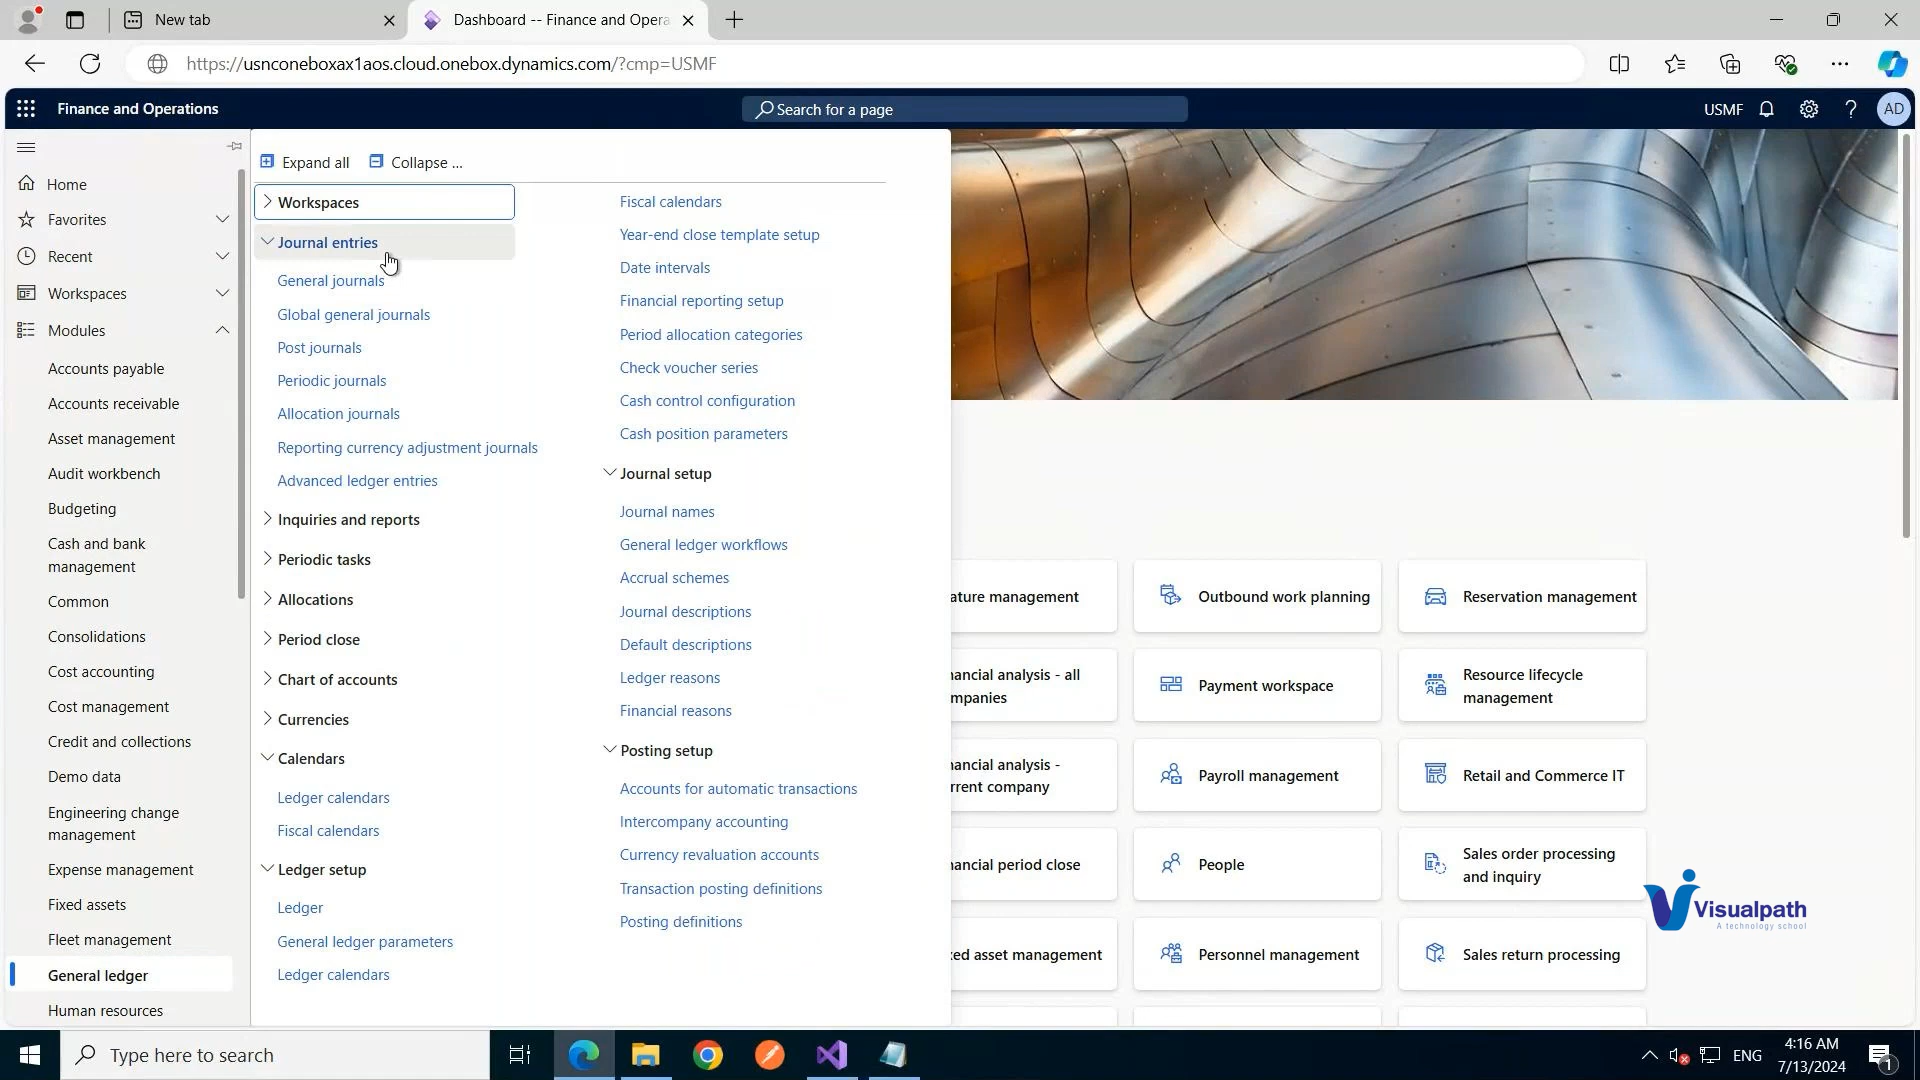 New tab
Dashboard -- Finance and Opera
https://usnconeboxax1aos.cloud.onebox.dynamics.com/?cmp=USMF
Finance and Operations
Search for a page
USMF
?
AD
Expand all
Collapse ...
Home
Favorites
Recent
Workspaces
Modules
Accounts payable
Accounts receivable
Asset management
Audit workbench
Budgeting
Cash and bank
management
Common
Consolidations
Cost accounting
Cost management
Credit and collections
Demo data
Engineering change
management
Expense management
Fixed assets
Fleet management
General ledger
Human resources
Workspaces
Journal entries
General journals
Global general journals
Post journals
Periodic journals
Allocation journals
Reporting currency adjustment journals
Advanced ledger entries
Inquiries and reports
Periodic tasks
Allocations
Period close
Chart of accounts
Currencies
Calendars
Ledger calendars
Fiscal calendars
Ledger setup
Ledger
General ledger parameters
Ledger calendars
Fiscal calendars
Year-end close template setup
Date intervals
Financial reporting setup
Period allocation categories
Check voucher series
Cash control configuration
Cash position parameters
Journal setup
Journal names
General ledger workflows
Accrual schemes
Journal descriptions
Default descriptions
Ledger reasons
Financial reasons
Posting setup
Accounts for automatic transactions
Intercompany accounting
Currency revaluation accounts
Transaction posting definitions
Posting definitions
ature management
Outbound work planning
Reservation management
nancial analysis - all
mpanies
Payment workspace
Resource lifecycle
management
nancial analysis -
rrent company
Payroll management
Retail and Commerce IT
nancial period close
People
Sales order processing
and inquiry
ed asset management
Personnel management
Sales return processing
Visualpath
A technology school
Type here to search
ENG
4:16 AM
7/13/2024
1